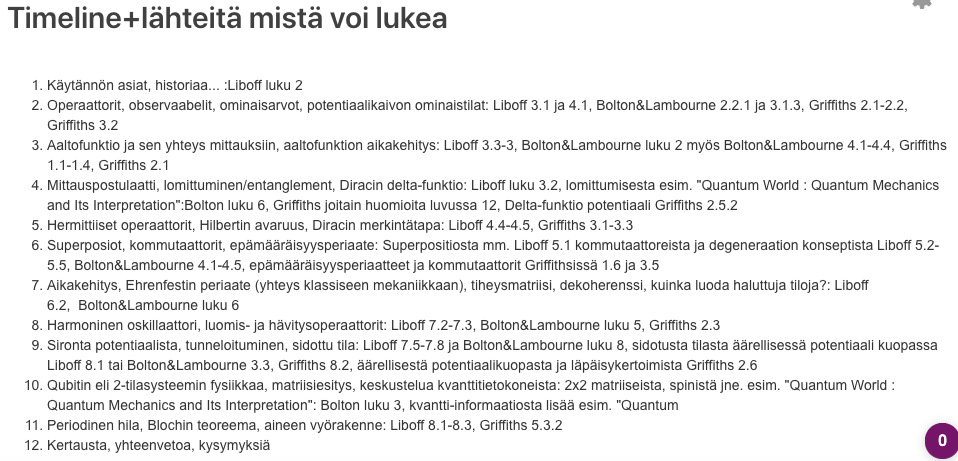 Timeline+lähteitä mistä voi lukea
1. Käytännön asiat, historiaa... :Liboff luku 2
2. Operaattorit, observaabelit, ominaisarvot, potentiaalikaivon ominaistilat: Liboff 3.1 ja 4.1, Bolton&Lambourne 2.2.1 ja 3.1.3, Griffiths 2.1-2.2,
Griffiths 3.2
3. Aaltofunktio ja sen yhteys mittauksiin, aaltofunktion aikakehitys: Liboff 3.3-3, Bolton&Lambourne luku 2 myös Bolton&Lambourne 4.1-4.4, Griffiths
1.1-1.4, Griffiths 2.1
4. Mittauspostulaatti, lomittuminen/entanglement, Diracin delta-funktio: Liboff luku 3.2, lomittumisesta esim. "Quantum World : Quantum Mechanics
and Its Interpretation":Bolton luku 6, Griffiths joitain huomioita luvussa 12, Delta-funktio potentiaali Griffiths 2.5.2
5. Hermittiiset operaattorit, Hilbertin avaruus, Diracin merkintätapa: Liboff 4.4-4.5, Griffiths 3.1-3.3
6. Superposiot, kommutaattorit, epämääräisyysperiaate: Superpositiosta mm. Liboff 5.1 kommutaattoreista ja degeneraation konseptista Liboff 5.2-
5.5, Bolton&Lambourne 4.1-4.5, epämääräisyysperiaatteet ja kommutaattorit Griffithsissä 1.6 ja 3.5
7. Aikakehitys, Ehrenfestin periaate (yhteys klassiseen mekaniikkaan), tiheysmatriisi, dekoherenssi, kuinka luoda haluttuja tiloja?: Liboff
6.2, Bolton&Lambourne luku 6
8. Harmoninen oskillaattori, luomis- ja hävitysoperaattorit: Liboff 7.2-7.3, Bolton&Lambourne luku 5, Griffiths 2.3
9. Sironta potentiaalista, tunneloituminen, sidottu tila: Liboff 7.5-7.8 ja Bolton&Lambourne luku 8, sidotusta tilasta äärellisessä potentiaali kuopassa
Liboff 8.1 tai Bolton&Lambourne 3.3, Griffiths 8.2, äärellisestä potentiaalikuopasta ja läpäisykertoimista Griffiths 2.6
10. Qubitin eli 2-tilasysteemin fysiikkaa, matriisiesitys, keskustelua kvanttitietokoneista: 2x2 matriiseista, spinistä jne. esim. "Quantum World :
Quantum Mechanics and Its Interpretation": Bolton luku 3, kvantti-informaatiosta lisää esim. "Quantum
11. Periodinen hila, Blochin teoreema, aineen vyörakenne: Liboff 8.1-8.3, Griffiths 5.3.2
12. Kertausta, yhteenvetoa, kysymyksiä
0